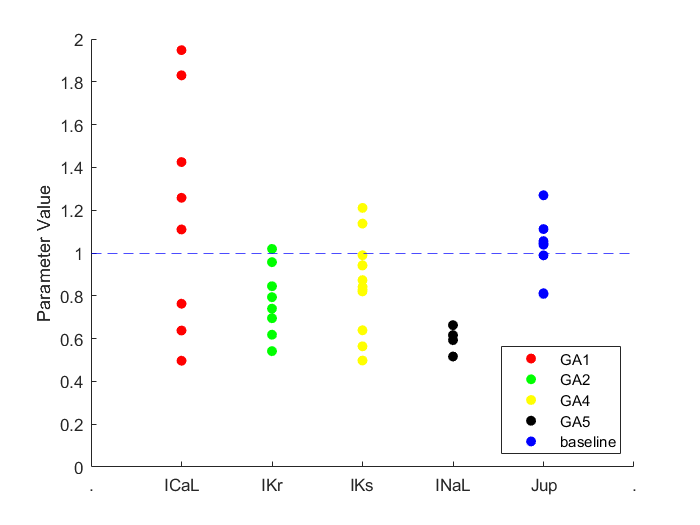 Parameter Value
2
1.8
1.6
1.4
1.2
1
0.8
0.6
0.4
0.2
0
. ICaL IKr IKs INaL Jup .
GA1
GA2
GA4
GA5
baseline